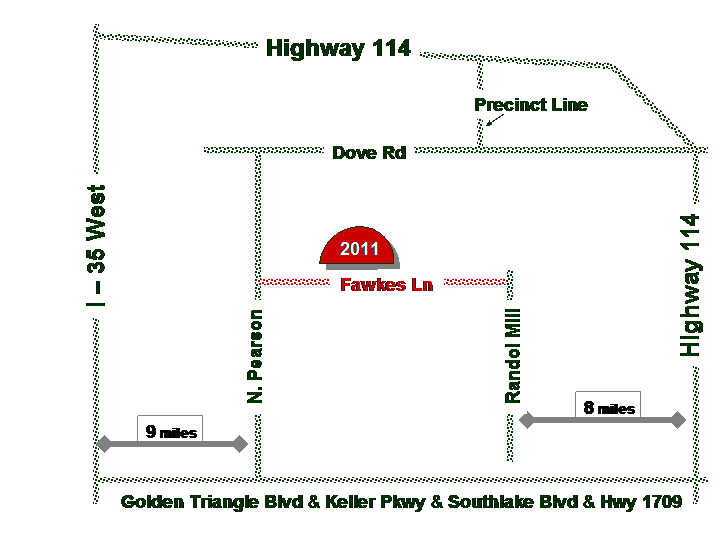 Highway 114
Precinct Line
Dove Rd
I – 35 West
2011
Highway 114
Fawkes Ln
N. Pearson
Randol Mill
8 miles
9 miles
Golden Triangle Blvd & Keller Pkwy & Southlake Blvd & Hwy 1709